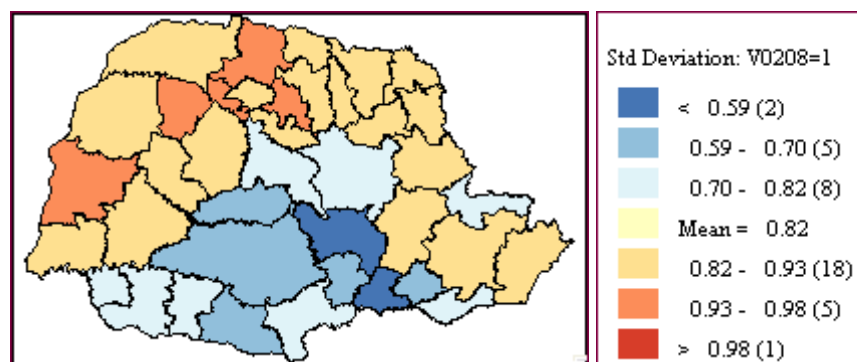 Std Deviation: V0208=1
< 0.59 (2)
0.59 - 0.70 (5)
0.70 - 0.82 (8)
Mean = 0.82
0.82 - 0.93 (18)
0.93 - 0.98 (5)
> 0.98 (1)